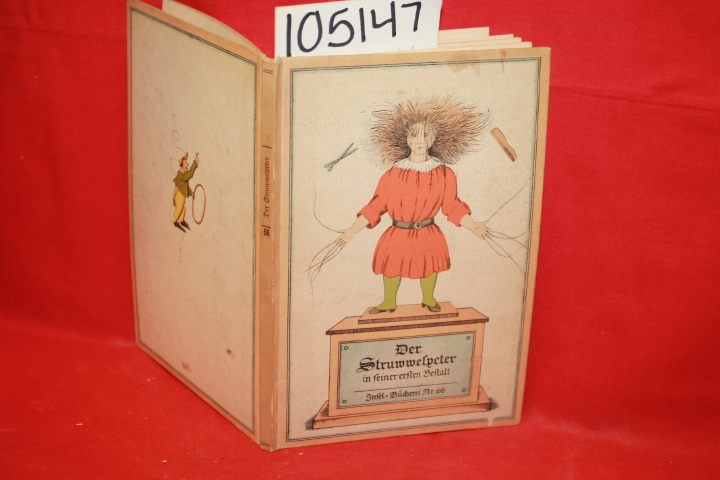 105147
Der Struwwelpeter
Der
Struwwelpeter
in seiner ersten Gestalt
Insel-Bücherei Nr. 66